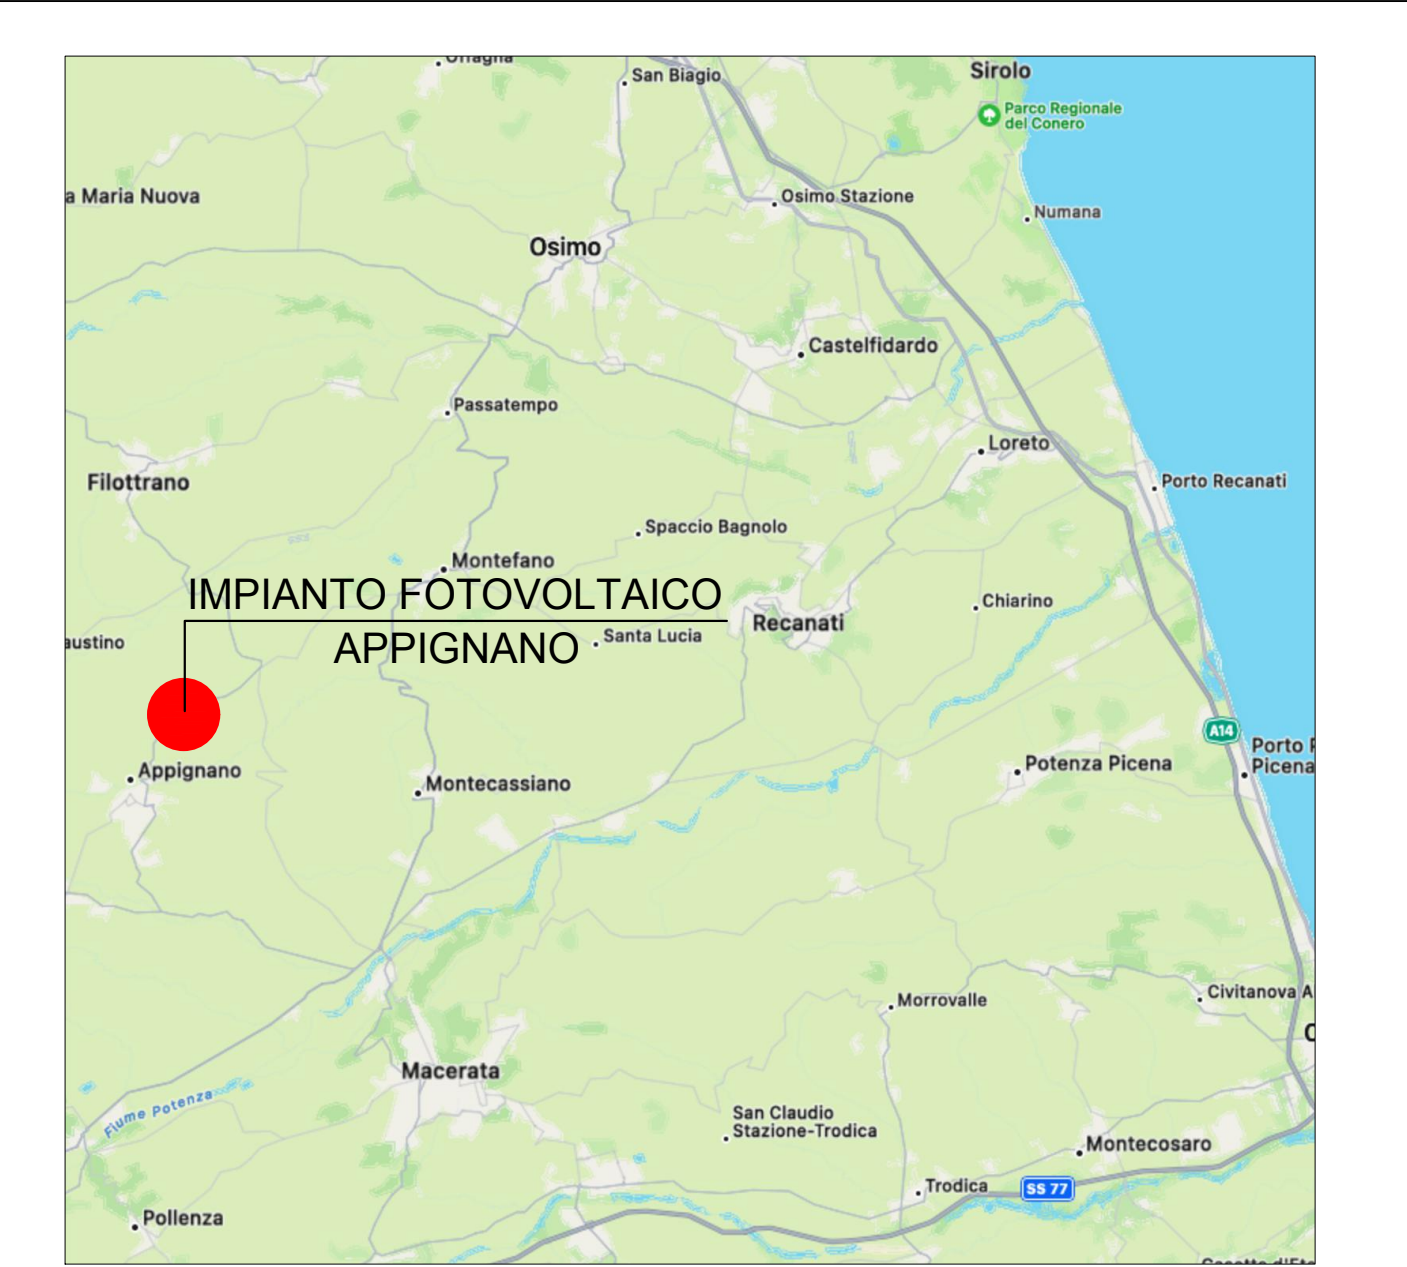 San Biagio
Sirolo
Parco Regionale
del Conero
a Maria Nuova
Osimo Stazione
Numana
Osimo
Castelfidardo
Passatempo
Loreto
Filottrano
Porto Recanati
Spaccio Bagnolo
Montefano
IMPIANTO FOTOVOLTAICO
APPIGNANO
Chiarino
Recanati
Santa Lucia
austino
A14
Porto
Picena
Potenza Picena
Appignano
Montecassiano
Civitanova A
Morrovalle
Macerata
Fiume Potenza
San Claudio
Stazione-Trodica
Montecosaro
Trodica
SS 77
Pollenza